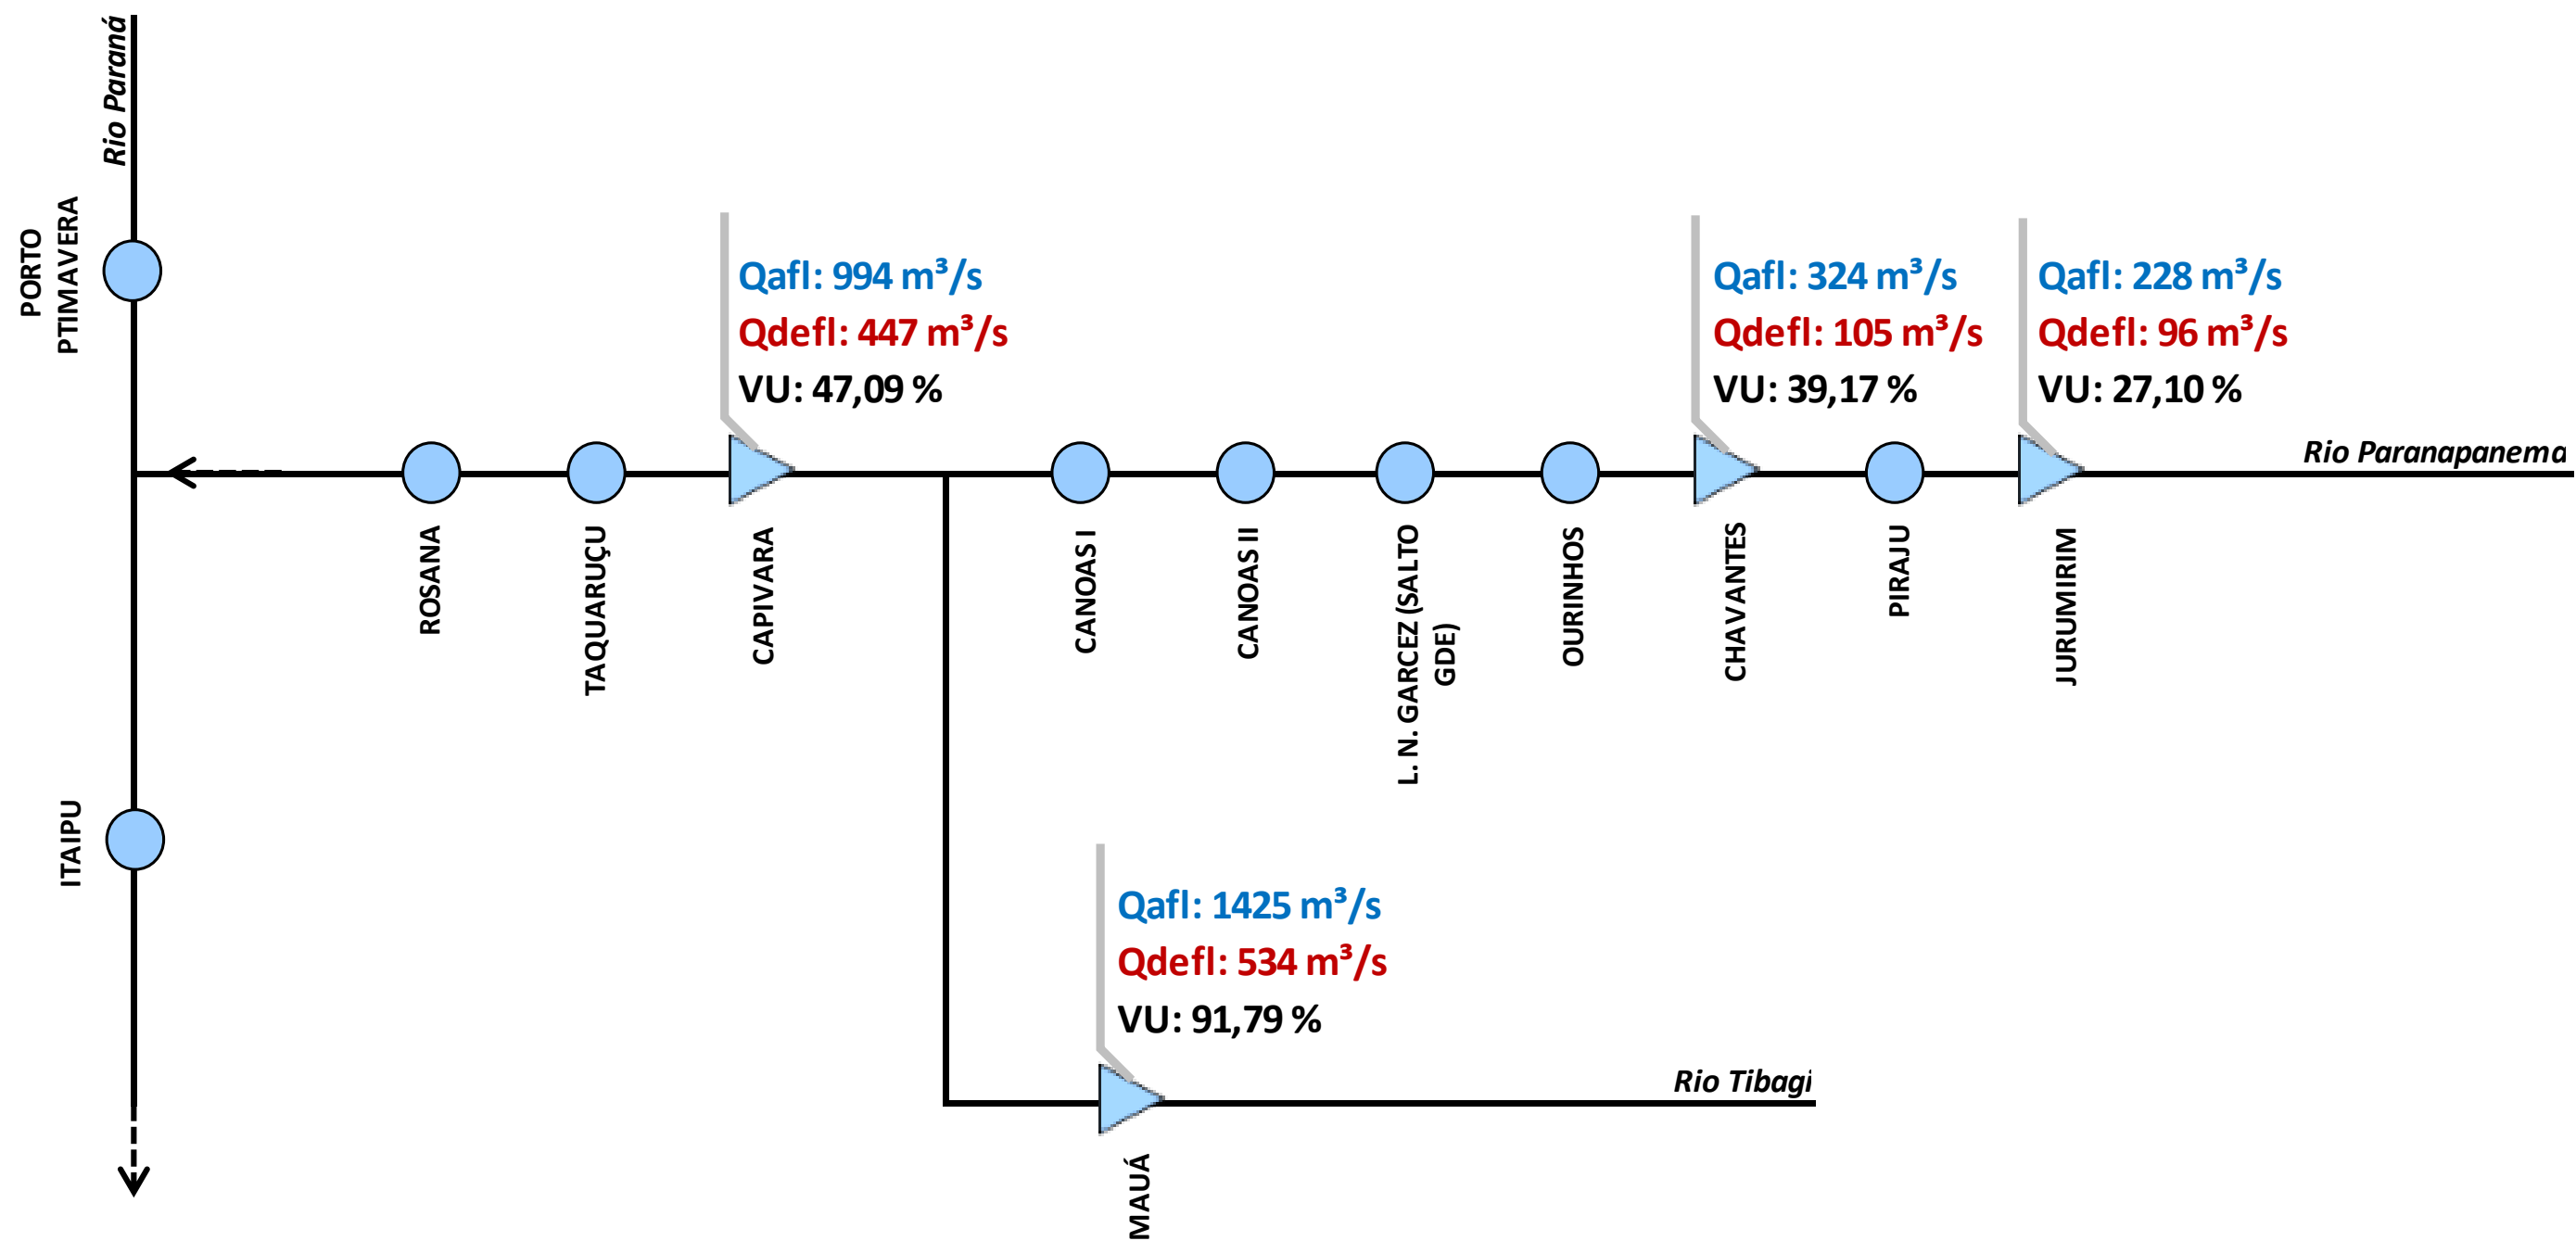 Rio Paraná
PORTO
PTIMAVERA
Qafl: 994 m³/s
Qdefl: 447 m³/s
VU: 47,09 %
Qafl: 324 m³/s
Qdefl: 105 m³/s
VU: 39,17 %
Qafl: 228 m³/s
Qdefl: 96 m³/s
VU: 27,10 %
Rio Paranapanema
ROSANA
TAQUARUÇU
CAPIVARA
CANOAS I
CANOAS II
L. N. GARCEZ (SALTO
GDE)
OURINHOS
CHAVANTES
PIRAJU
JURUMIRIM
ITAIPU
Qafl: 1425 m³/s
Qdefl: 534 m³/s
VU: 91,79 %
Rio Tibagi
MAUÁ